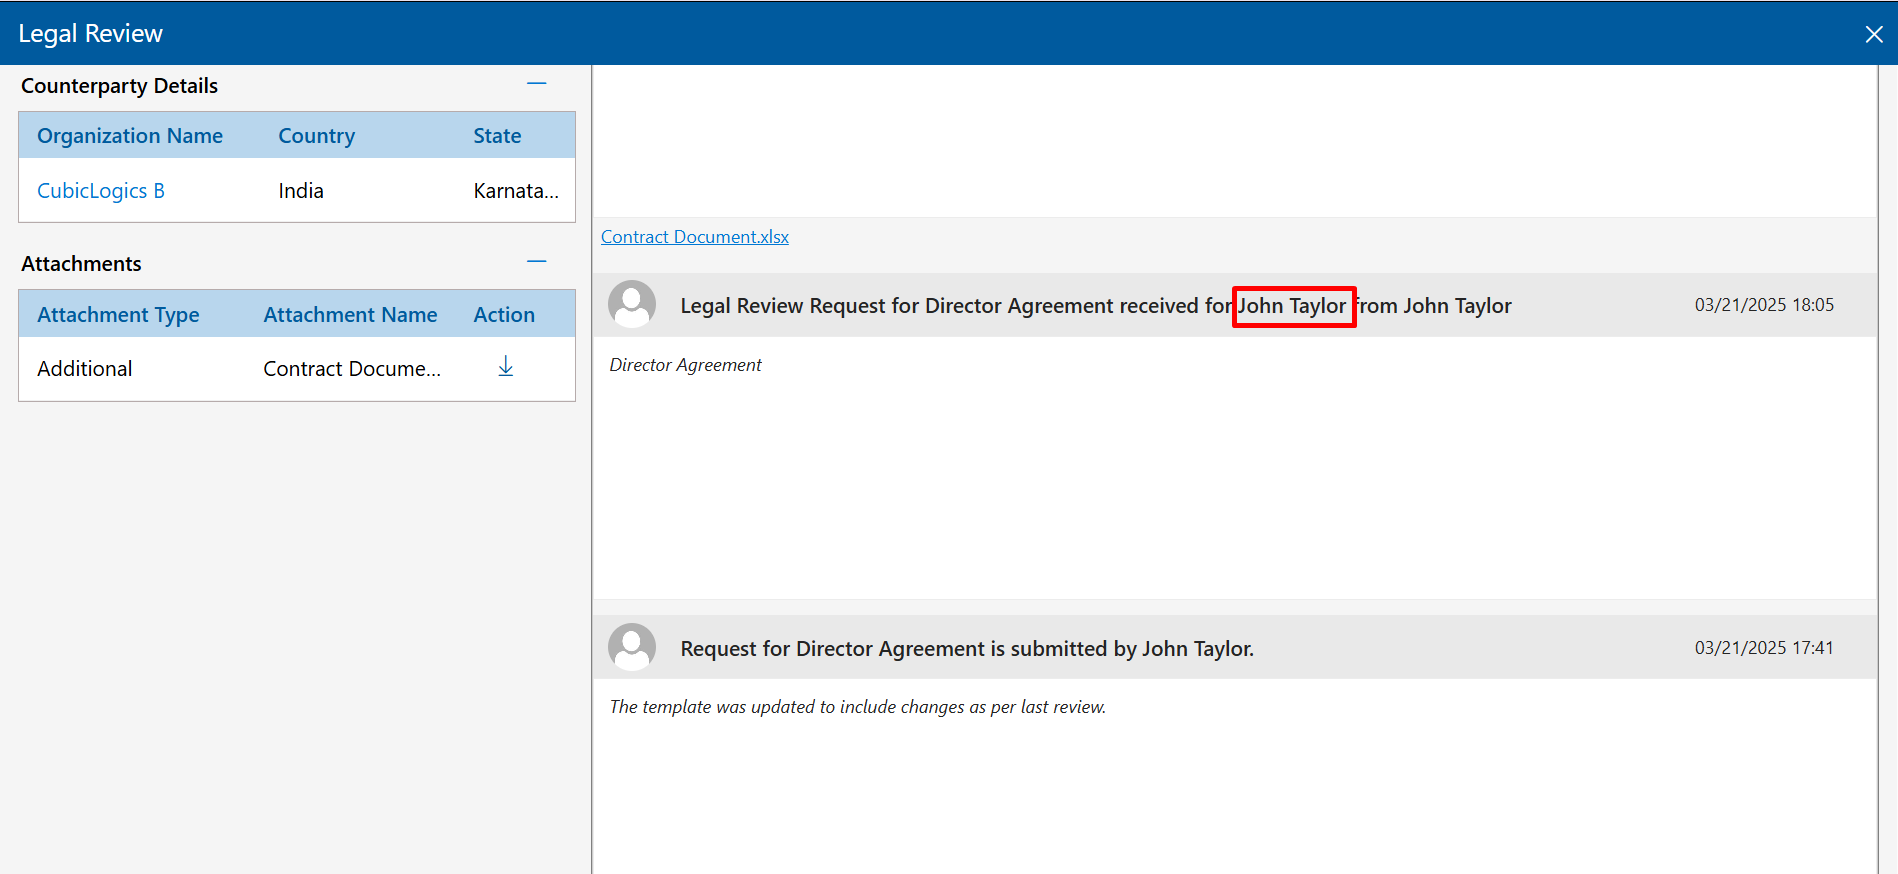 Legal Review
Counterparty Details
Organization Name Country State
CubicLogics B India Karnata...
Attachments
Attachment Type Attachment Name Action
Additional Contract Docume...
Contract Document.xlsx
Legal Review Request for Director Agreement received for John Taylor from John Taylor 03/21/2025 18:05
Director Agreement
Request for Director Agreement is submitted by John Taylor. 03/21/2025 17:41
The template was updated to include changes as per last review.